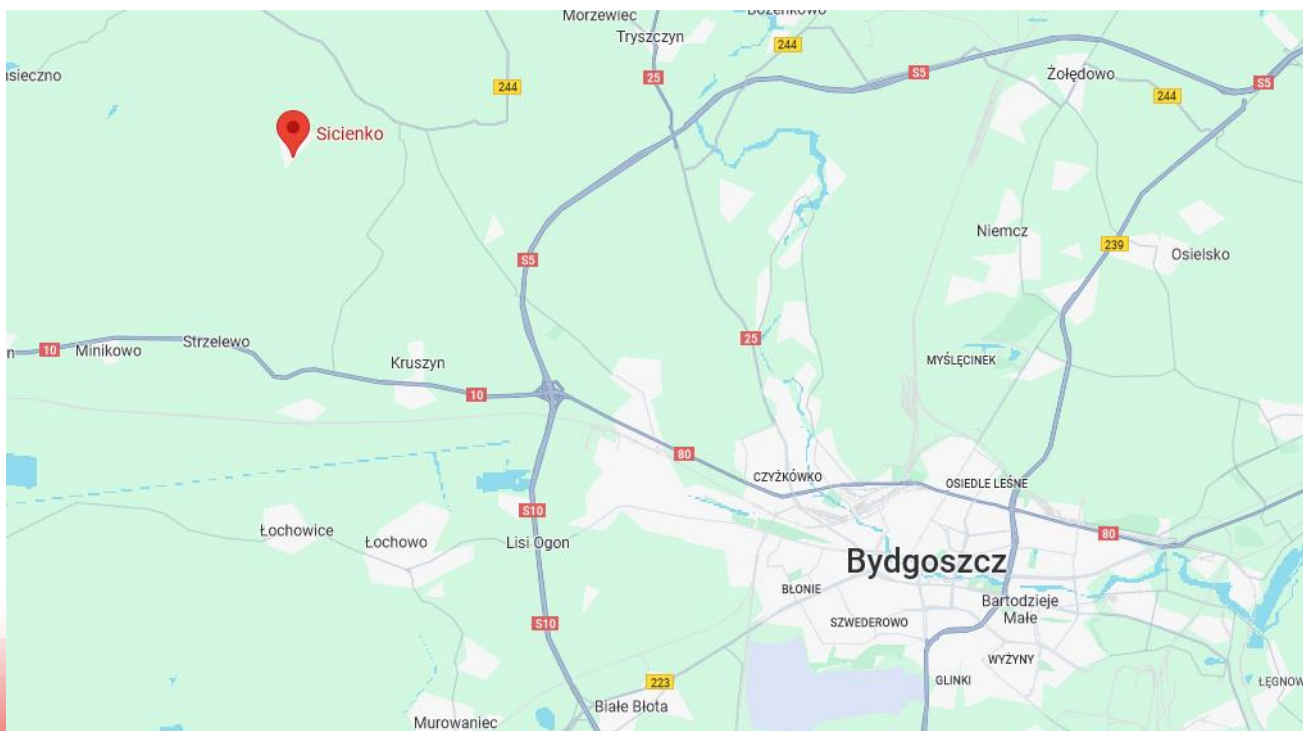 Morzewiec
Tryszczyn
244
25
S5
Żołędowo
244
S5
244
Sicienko
Niemcz
239
Osielsko
S5
25
10
Minikowo
Strzelewo
Kruszyn
10
MYŚLĘCINEK
80
CZYŻKÓWKO
OSIEDLE LEŚNE
S10
Łochowice
Łochowo
Lisi Ogon
80
Bydgoszcz
BŁONIE
Bartodzieje
Małe
S10
SZWEDEROWO
WYŻYNY
223
GLINKI
Białe Błota
Murowaniec
ŁĘGNOW